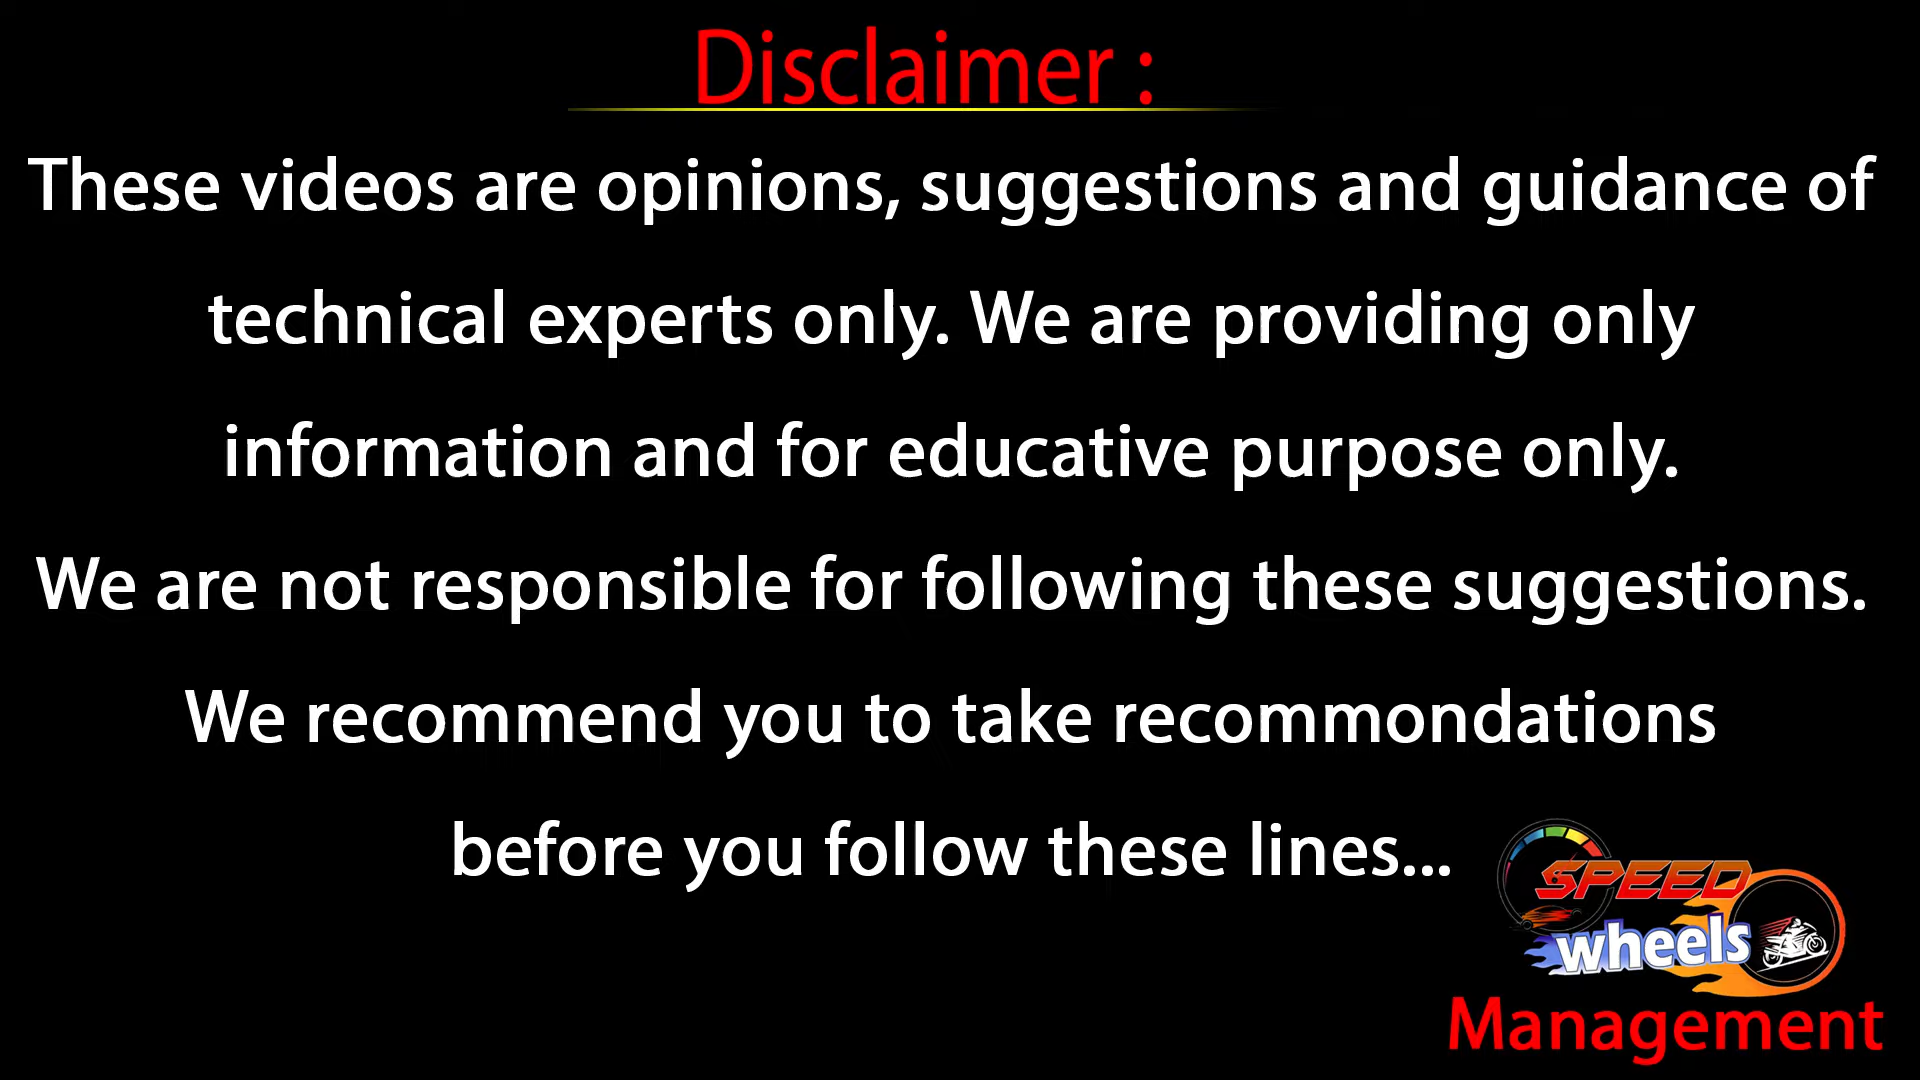 Disclaimer :
These videos are opinions, suggestions and guidance of
technical experts only. We are providing only
information and for educative purpose only.
We are not responsible for following these suggestions.
We recommend you to take recommondations
before you follow these lines...
SPEED
wheels
Management